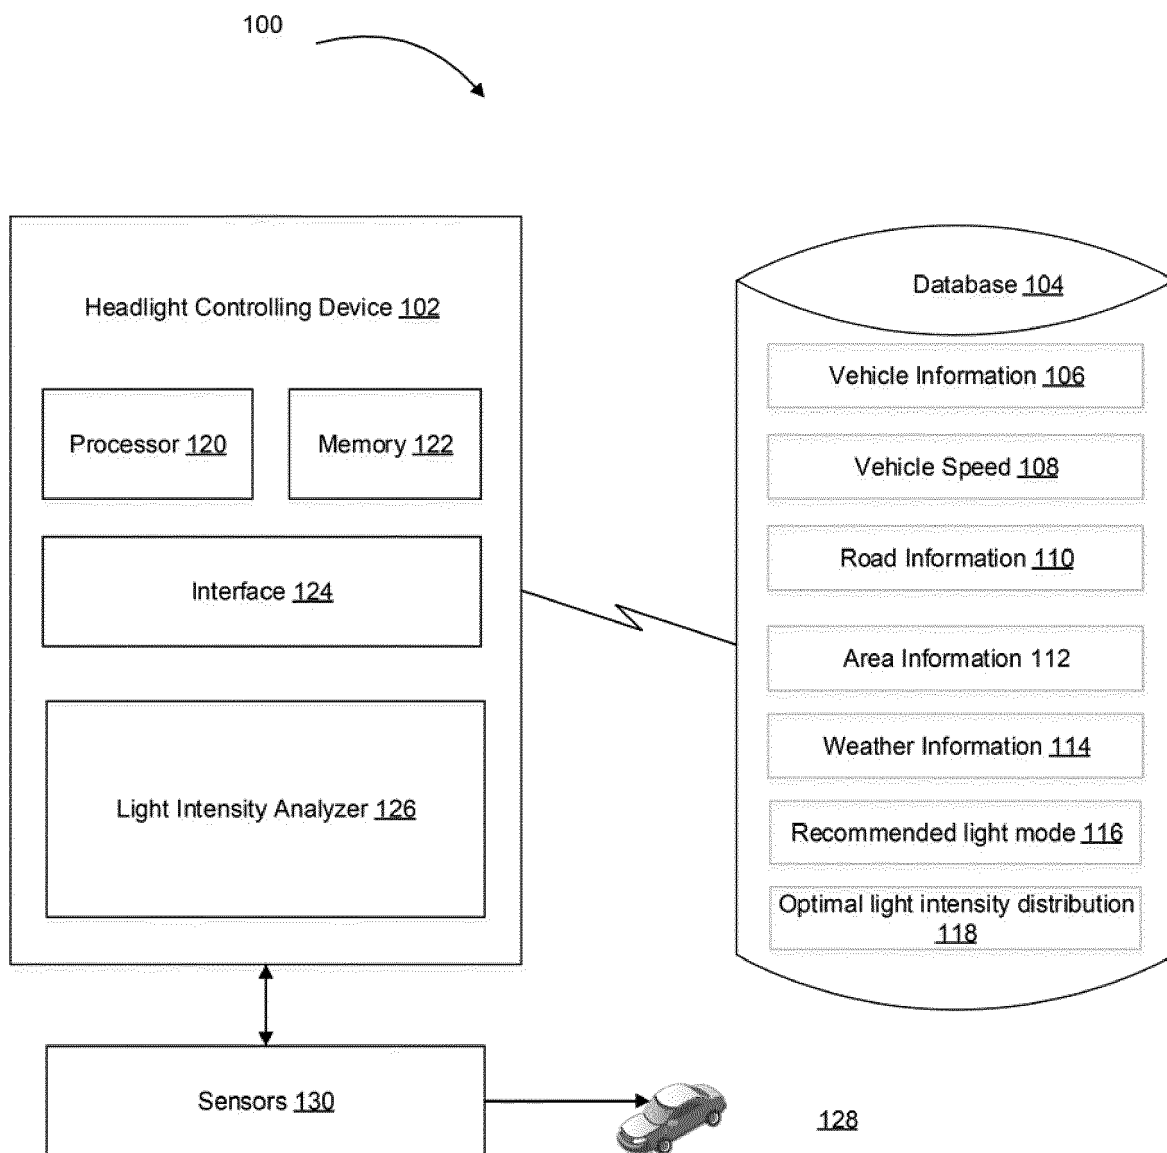 100
Headlight Controlling Device 102
Processor 120
Memory 122
Interface 124
Light Intensity Analyzer 126
Sensors 130
128
Database 104
Vehicle Information 106
Vehicle Speed 108
Road Information 110
Area Information 112
Weather Information 114
Recommended light mode 116
Optimal light intensity distribution
118